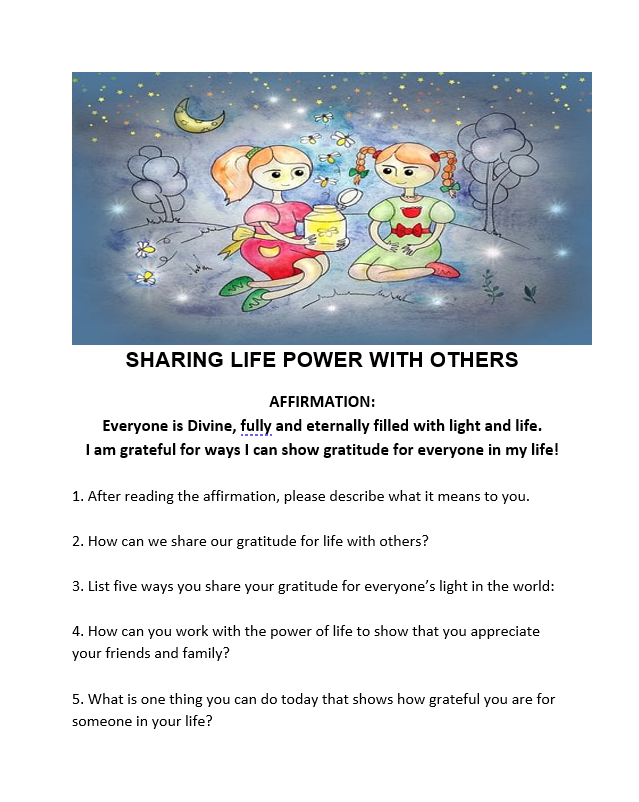 SHARING LIFE POWER WITH OTHERS
AFFIRMATION:
Everyone is Divine, fully and eternally filled with light and life.
I am grateful for ways I can show gratitude for everyone in my life!
1. After reading the affirmation, please describe what it means to you.
2. How can we share our gratitude for life with others?
3. List five ways you share your gratitude for everyone’s light in the world:
4. How can you work with the power of life to show that you appreciate
your friends and family?
5. What is one thing you can do today that shows how grateful you are for
someone in your life?